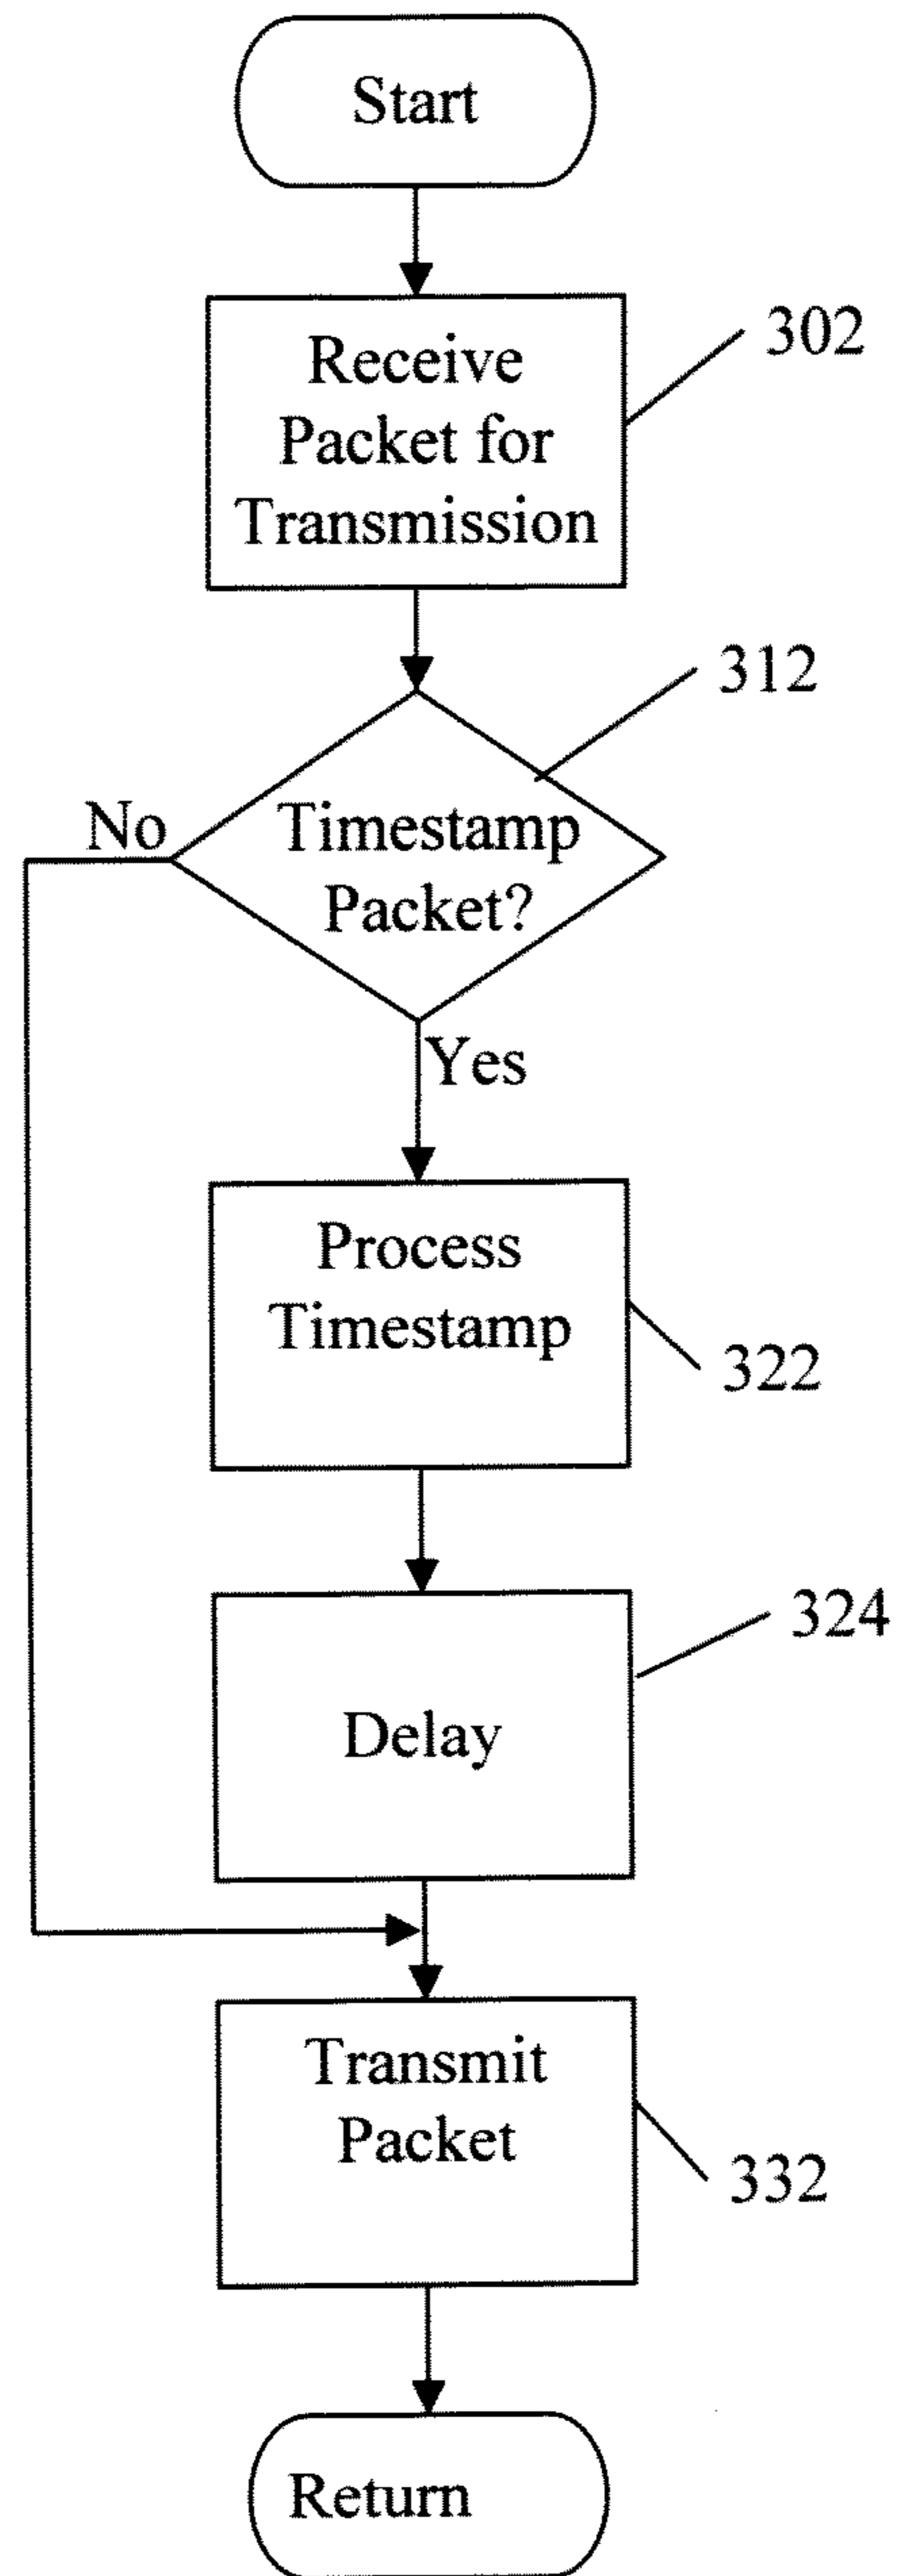 Start
Receive
Packet for
Transmission
302
312
No
Timestamp
Packet?
Yes
Process
Timestamp
322
324
Delay
Transmit
Packet
332
Return